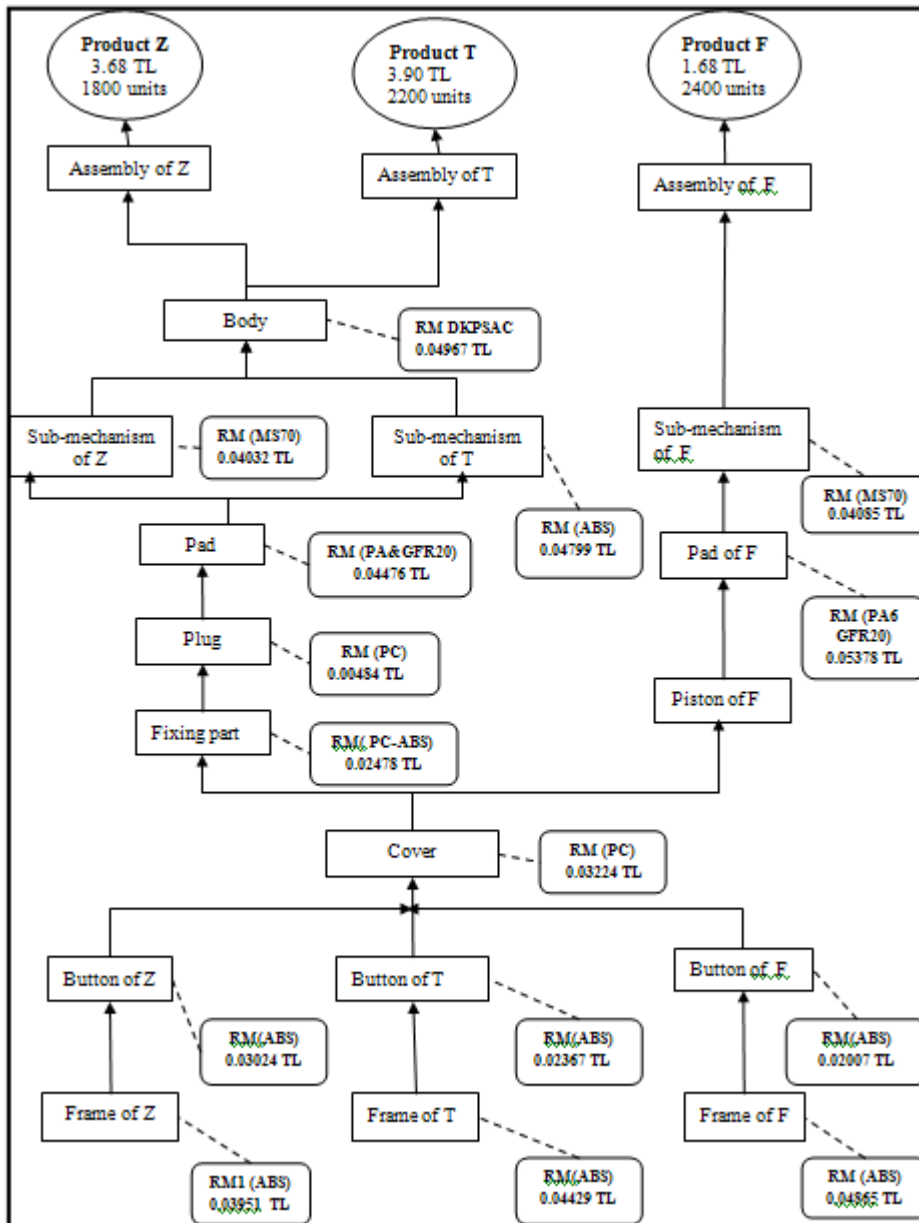 Product Z
3.68 TL
1800 units
Product T
3.90 TL
2200 units
Product F
1.68 TL
2400 units
Assembly of Z
Assembly of T
Assembly of F
Body
RM DKPSAC
0.04967 TL
Sub-mechanism
of Z
RM (MS70)
0.04032 TL
Sub-mechanism
of T
Sub-mechanism
of F
RM (MS70)
0.04085 TL
RM (ABS)
0.04799 TL
Pad
RM (PA&GFR20)
0.04476 TL
Pad of F
RM (PA6
GFR20)
0.05378 TL
Plug
RM (PC)
0.00484 TL
Piston of F
Fixing part
RM( PC-ABS)
0.02478 TL
Cover
RM (PC)
0.03224 TL
Button of Z
Button of T
Button of F
RM(ABS)
0.03024 TL
RM(ABS)
0.02367 TL
RM(ABS)
0.02007 TL
Frame of Z
Frame of T
Frame of F
RM1 (ABS)
0.03951 TL
RM(ABS)
0.04429 TL
RM (ABS)
0.04865 TL